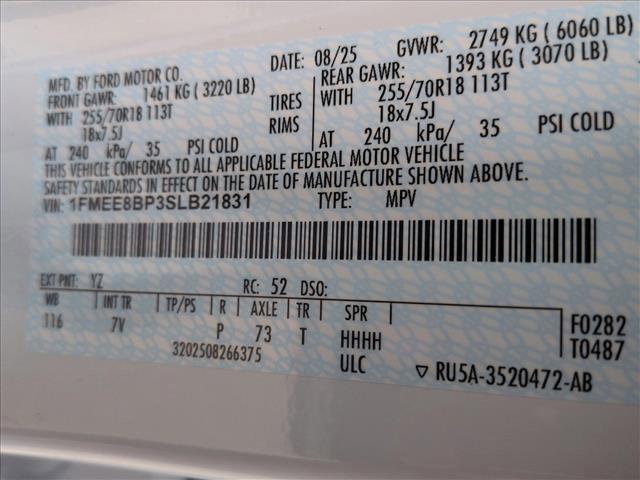 MFD. BY FORD MOTOR CO. DATE: 08/25 GVWR: 2749 KG ( 6060 LB)
FRONT GAWR: 1461 KG ( 3220 LB) REAR GAWR: 1393 KG ( 3070 LB)
WITH 255/70R18 113T TIRES WITH 255/70R18 113T
18x7.5J RIMS 18x7.5J
AT 240 kPa/ 35 PSI COLD AT 240 kPa/ 35 PSI COLD
THIS VEHICLE CONFORMS TO ALL APPLICABLE FEDERAL MOTOR VEHICLE
SAFETY STANDARDS IN EFFECT ON THE DATE OF MANUFACTURE SHOWN ABOVE.
VIN: 1FMEE8BP3SLB21831 TYPE: MPV
EXT PNT: YZ RC: 52 DSO:
WB INT TR TP/PS R AXLE TR SPR
116 7V P 73 T HHHH
ULC
3202508266375
F0282
T0487
▽ RU5A-3520472-AB